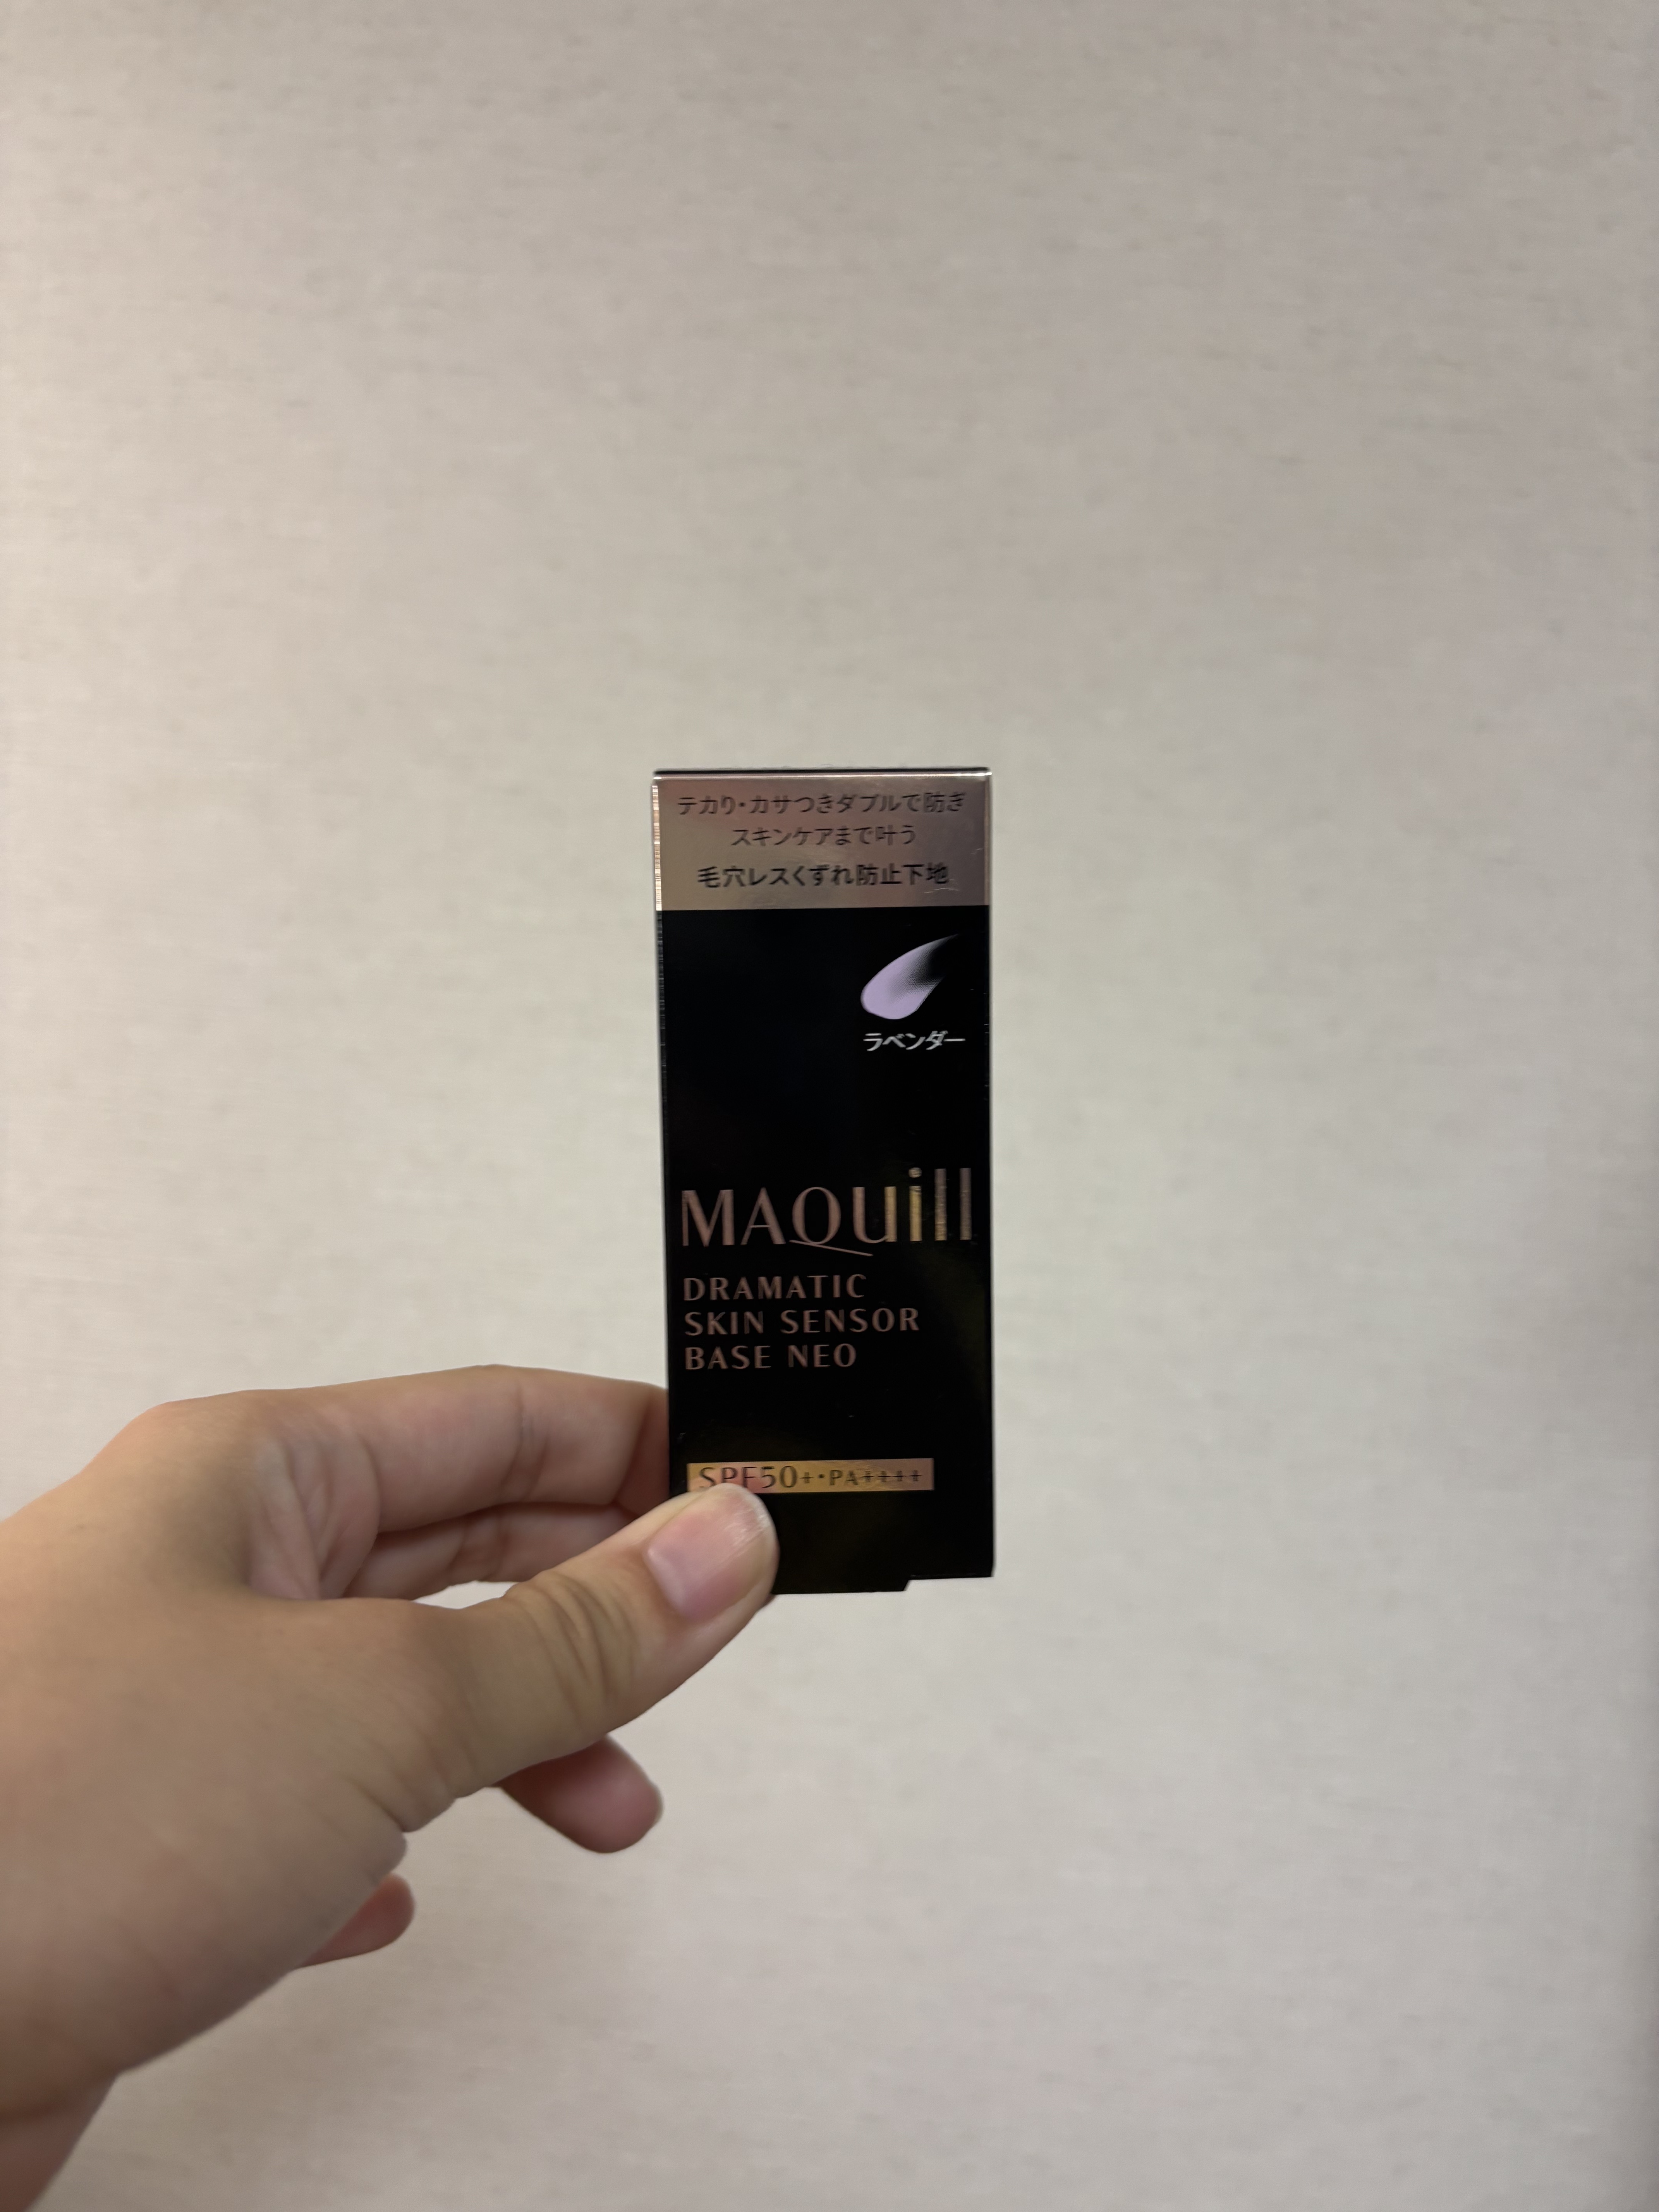 テカリ・カサつきダブルで防ぎ
スキンケアまで叶う
毛穴レスくずれ防止下地
ラベンダー
MAQuill
DRAMATIC
SKIN SENSOR
BASE NEO
SPF50+・PA++++